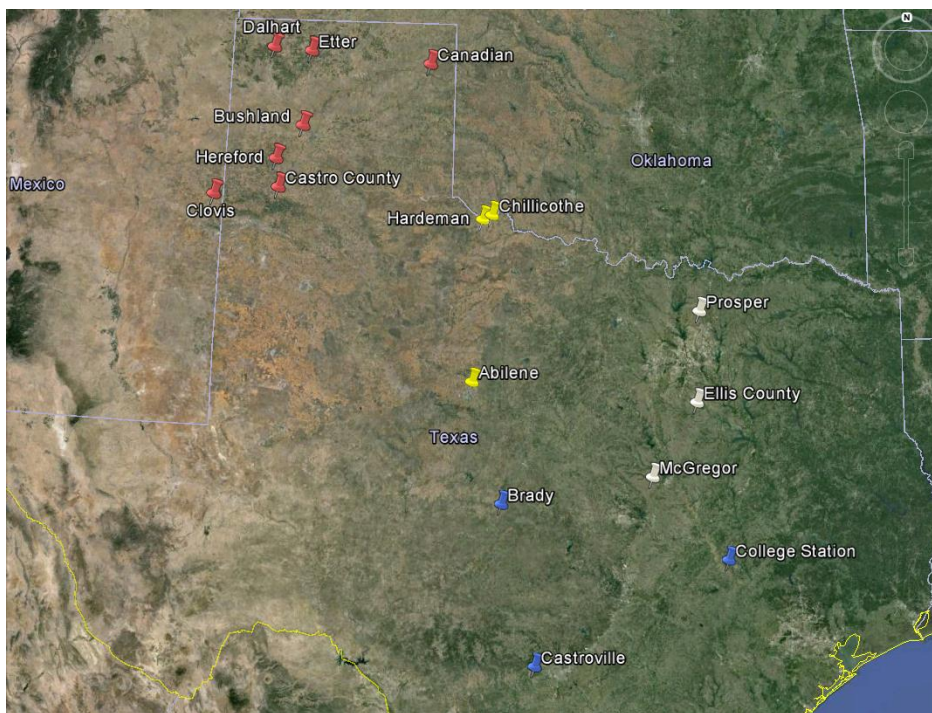 N
Dalhart
Etter
Canadian
Bushland
Hereford
Castro County
Clovis
Mexico
Oklahoma
Hardeman
Chillicothe
Prosper
Abilene
Ellis County
Texas
McGregor
Brady
College Station
Castroville